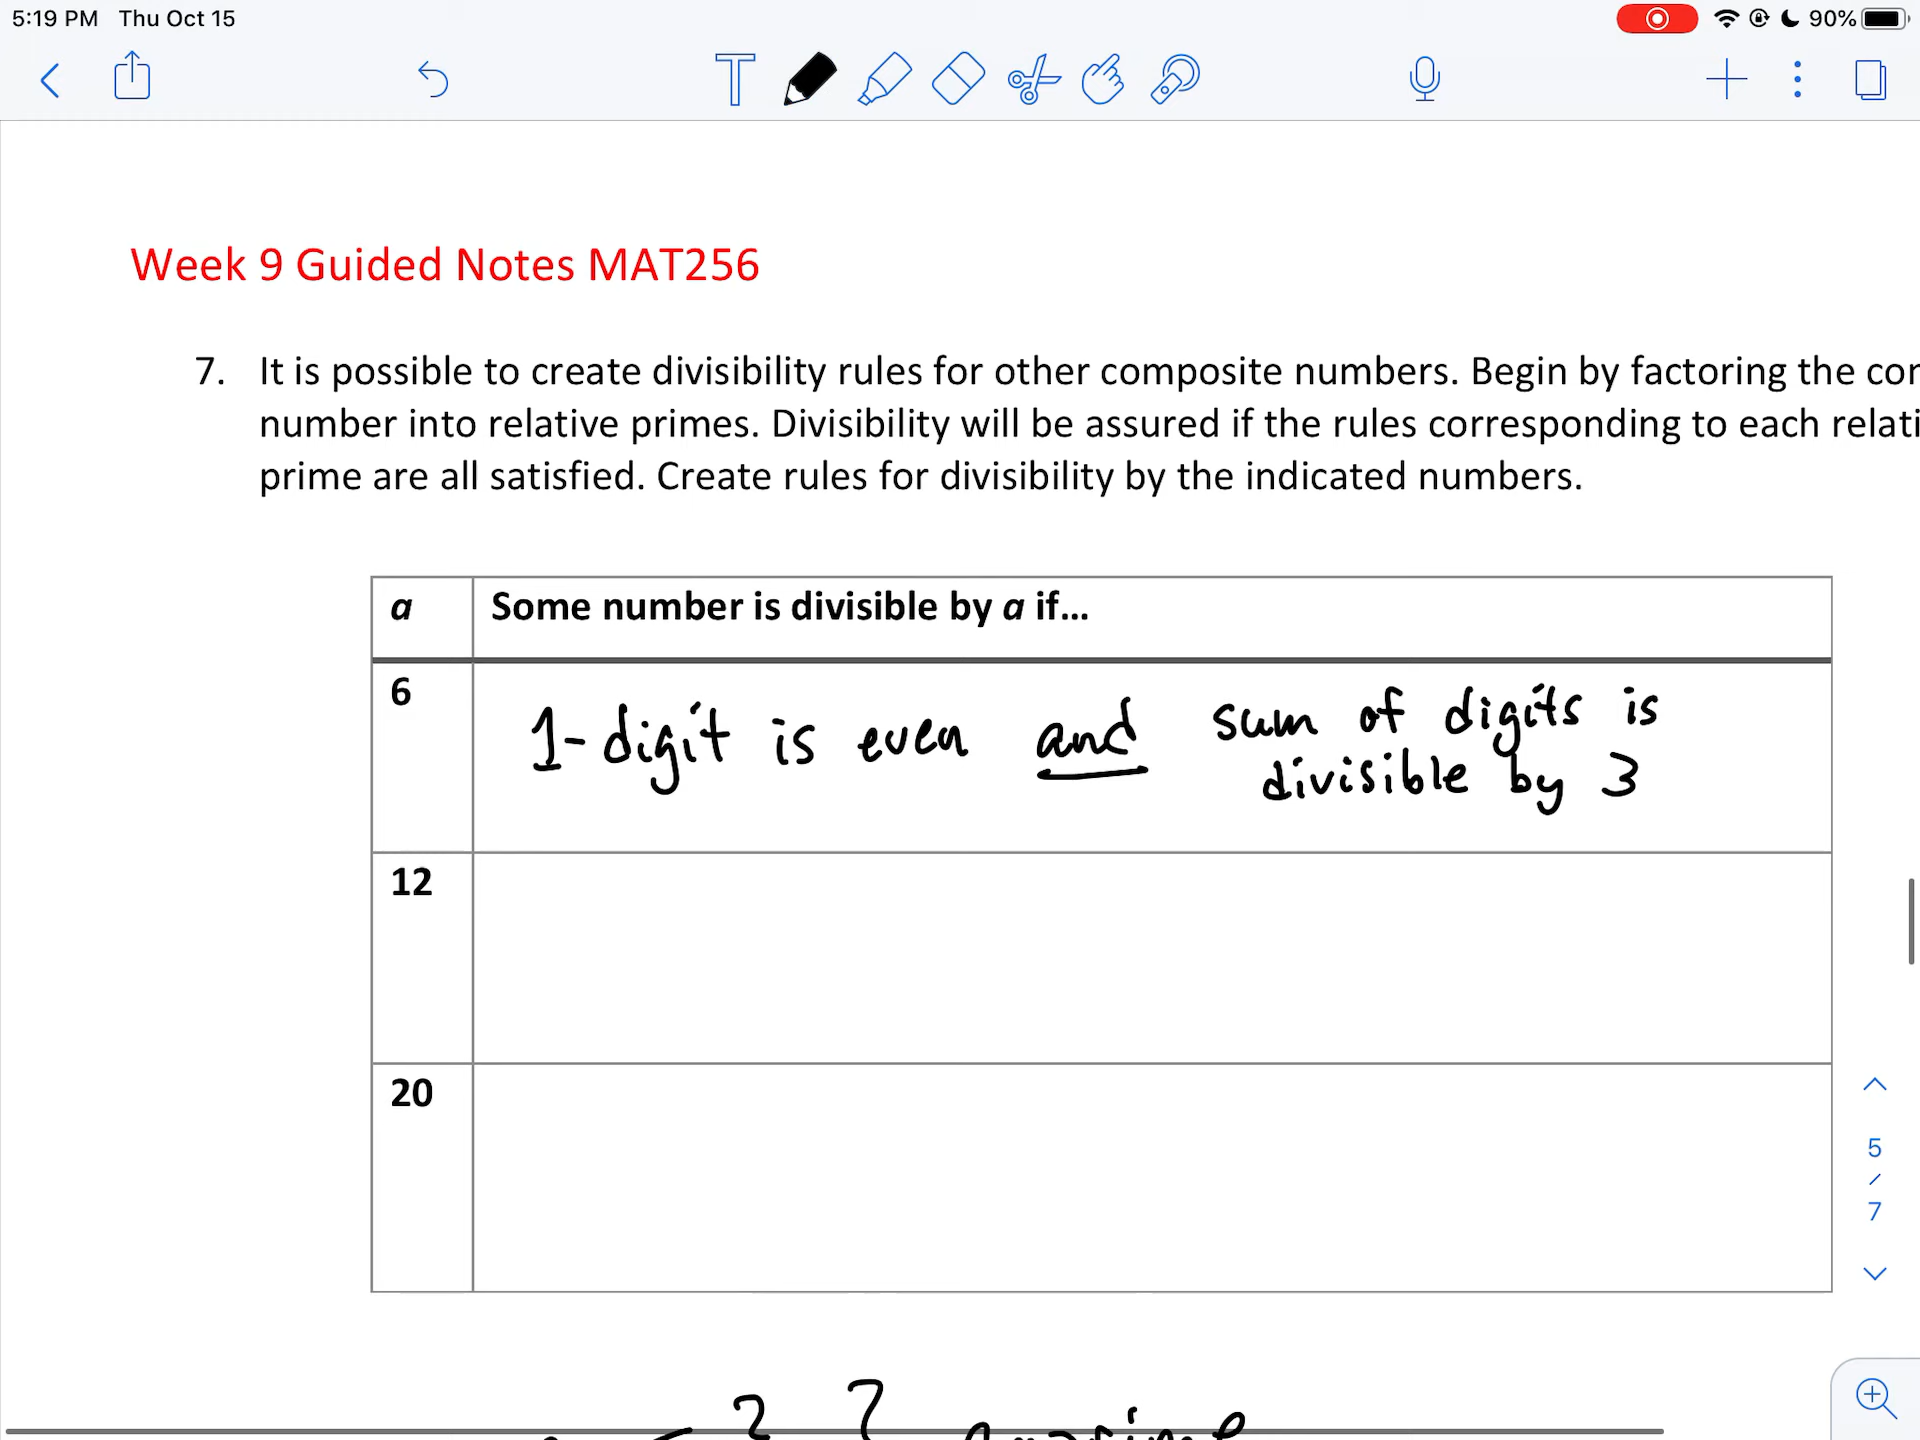 5:19 PM Thu Oct 15
90%
Week 9 Guided Notes MAT256
7. It is possible to create divisibility rules for other composite numbers. Begin by factoring the
number into relative primes. Divisibility will be assured if the rules corresponding to each
prime are all satisfied. Create rules for divisibility by the indicated numbers.
a Some number is divisible by a if...
6
1-digit is even and sum of digits is
divisible by 3
12
20
5
/
7